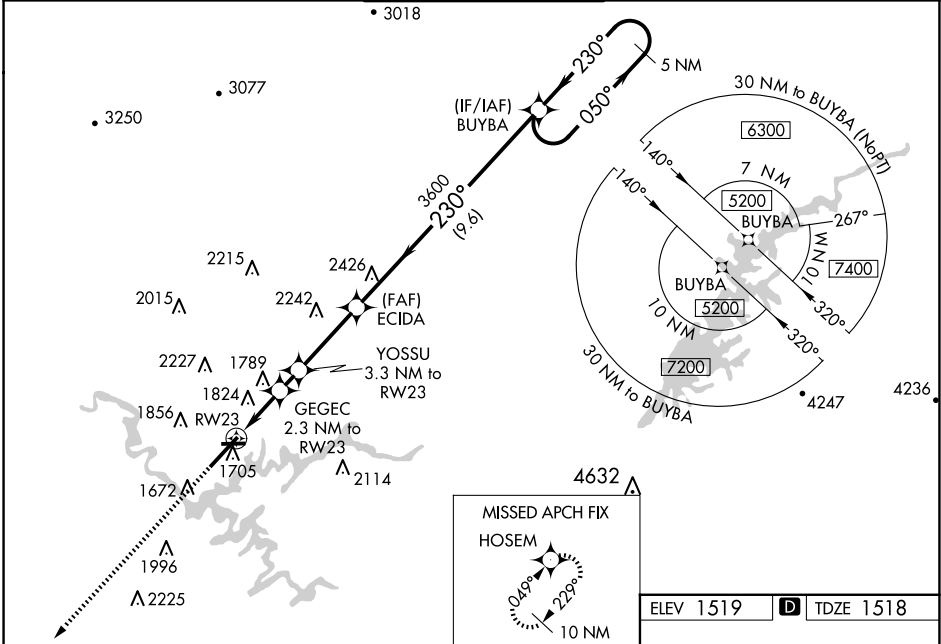 3018
3077
3250
230°
050°
5 NM
(IF/IAF)
BUYBA
3600
230°
(9.6)
30 NM to BUYBA (NoPT)
6300
140°
7 NM
5200
BUYBA
267°
10 NM
7400
320°
140°
BUYBA
5200
10 NM
320°
7200
30 NM to BUYBA
4247
4236
2215
2426
2015
2242
(FAF)
ECIDA
2227
1789
YOSSU
3.3 NM to
RW23
1824
1856
RW23
GEGEC
2.3 NM to
RW23
1705
2114
1672
1996
2225
4632
MISSED APCH FIX
HOSEM
049°
229°
10 NM
ELEV 1519 D TDZE 1518